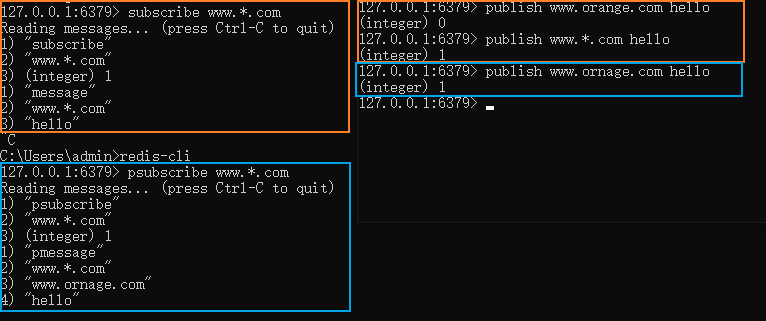 127.0.0.1:6379> subscribe www.*.com
Reading messages... (press Ctrl-C to quit)
1) "subscribe"
2) "www.*.com"
3) (integer) 1
1) "message"
2) "www.*.com"
3) "hello"
^C
C:\Users\admin>redis-cli
127.0.0.1:6379> psubscribe www.*.com
Reading messages... (press Ctrl-C to quit)
1) "psubscribe"
2) "www.*.com"
3) (integer) 1
1) "pmessage"
2) "www.*.com"
3) "www.ornage.com"
4) "hello"
127.0.0.1:6379> publish www.orange.com hello
(integer) 0
127.0.0.1:6379> publish www.*.com hello
(integer) 1
127.0.0.1:6379> publish www.ornage.com hello
(integer) 1
127.0.0.1:6379>